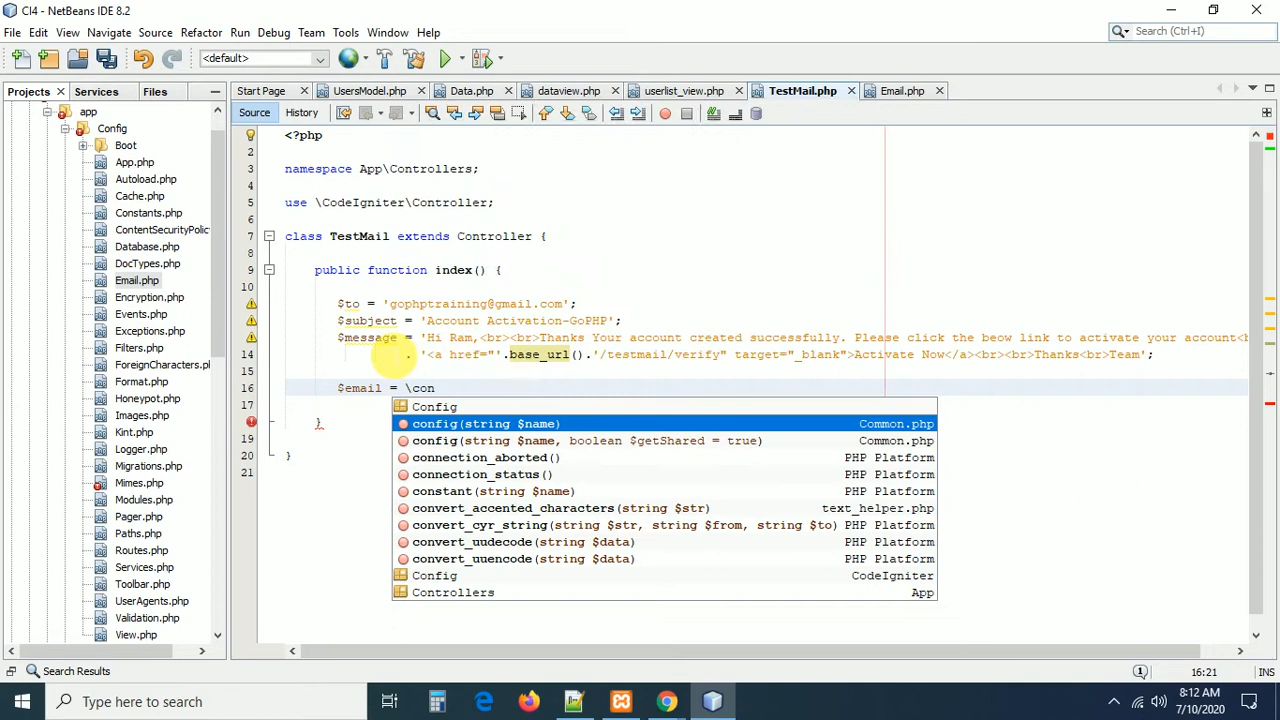 CI4 - NetBeans IDE 8.2
File Edit View Navigate Source Refactor Run Debug Team Tools Window Help
Search (Ctrl+I)
<default>
Projects Services Files
Start Page UsersModel.php Data.php dataview.php userlist_view.php TestMail.php Email.php
Source History
app
Config
Boot
App.php
Autoload.php
Cache.php
Constants.php
ContentSecurityPolic
Database.php
DocTypes.php
Email.php
Encryption.php
Events.php
Exceptions.php
Filters.php
ForeignCharacters.ph
Format.php
Honeypot.php
Images.php
Kint.php
Logger.php
Migrations.php
Mimes.php
Modules.php
Pager.php
Paths.php
Routes.php
Services.php
Toolbar.php
UserAgents.php
Validation.php
View.php
<?php
2
3 namespace App\Controllers;
4
5 use \CodeIgniter\Controller;
6
7 class TestMail extends Controller {
8
9 public function index() {
10
$to = 'gophptraining@gmail.com';
$subject = 'Account Activation-GoPHP';
$message = 'Hi Ram,<br><br>Thanks Your account created successfully. Please click the beow link to activate your account<b
14 . '<a href="'.base_url().'/testmail/verify" target="_blank">Activate Now</a><br><br>Thanks<br>Team';
15
16 $email = \con
17
}
19
20 }
21
Config
config(string $name) Common.php
config(string $name, boolean $getShared = true) Common.php
connection_aborted() PHP Platform
connection_status() PHP Platform
constant(string $name) PHP Platform
convert_accented_characters(string $str) text_helper.php
convert_cyr_string(string $str, string $from, string $to) PHP Platform
convert_uudecode(string $data) PHP Platform
convert_uuencode(string $data) PHP Platform
Config CodeIgniter
Controllers App
Search Results
1
16:21
INS
Type here to search
8:12 AM
7/10/2020